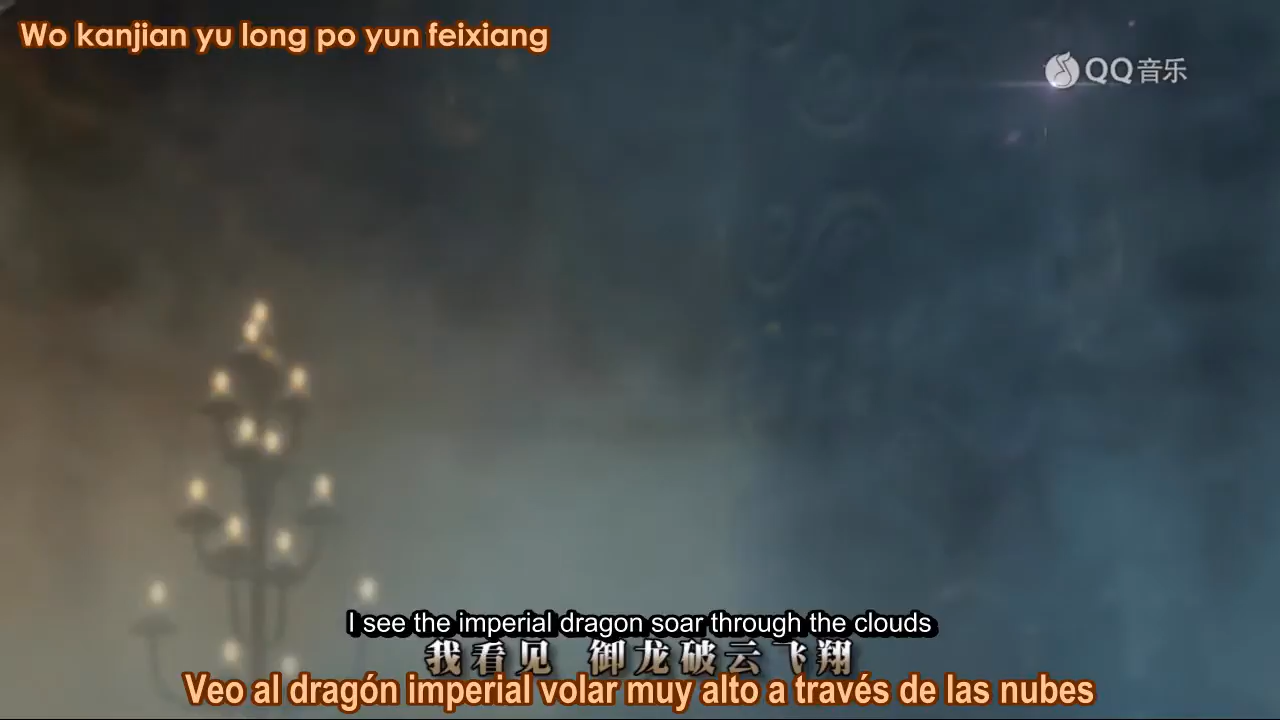 Wo kanjian yu long po yun feixiang
QQ音乐
I see the imperial dragon soar through the clouds
我看见 御龙破云飞翔
Veo al dragón imperial volar muy alto a través de las nubes